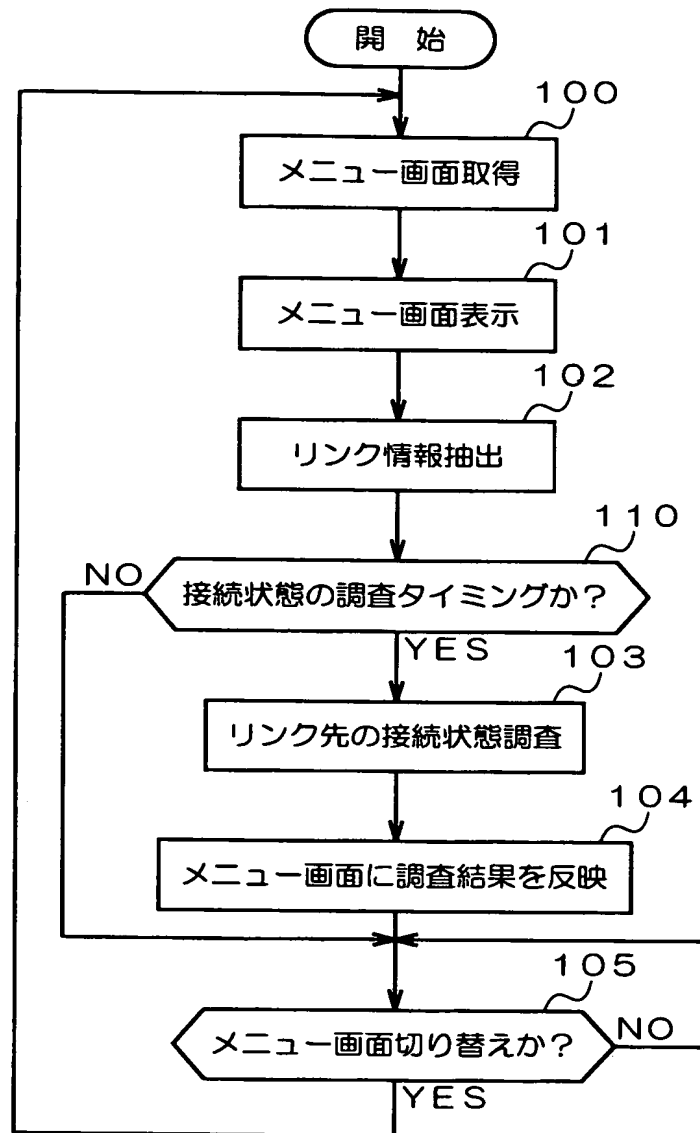 開　始
１００
メニュー画面取得
１０１
メニュー画面表示
１０２
リンク情報抽出
１１０
NO
接続状態の調査タイミングか？
YES
１０３
リンク先の接続状態調査
１０４
メニュー画面に調査結果を反映
１０５
メニュー画面切り替えか？
NO
YES